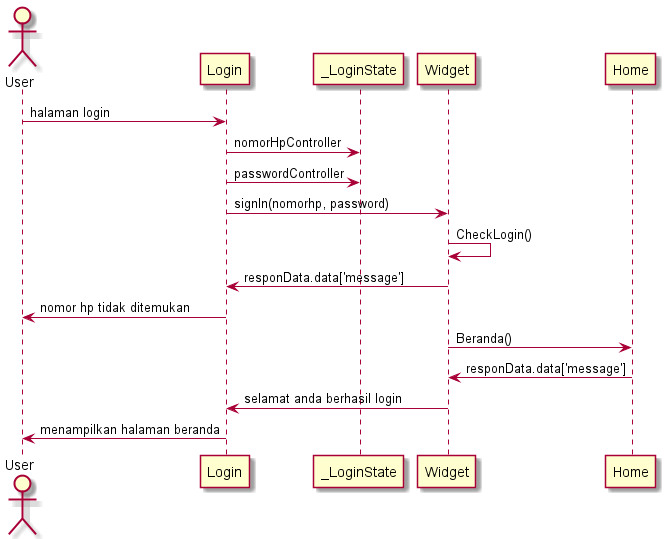 User
Login
_LoginState
Widget
Home
halaman login
nomorHpController
passwordController
signIn(nomorhp, password)
CheckLogin()
responData.data['message']
nomor hp tidak ditemukan
Beranda()
responData.data['message']
selamat anda berhasil login
menampilkan halaman beranda
User
Login
_LoginState
Widget
Home